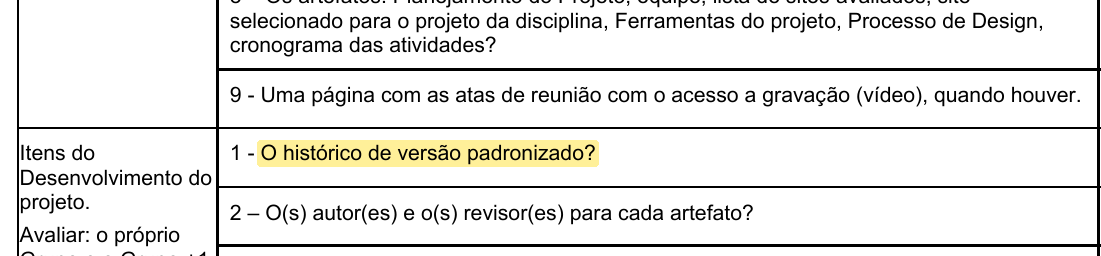 selecionado para o projeto da disciplina, Ferramentas do projeto, Processo de Design,
cronograma das atividades?
9 - Uma página com as atas de reunião com o acesso a gravação (vídeo), quando houver.
Itens do
Desenvolvimento do
projeto.
Avaliar: o próprio
1 - O histórico de versão padronizado?
2 – O(s) autor(es) e o(s) revisor(es) para cada artefato?